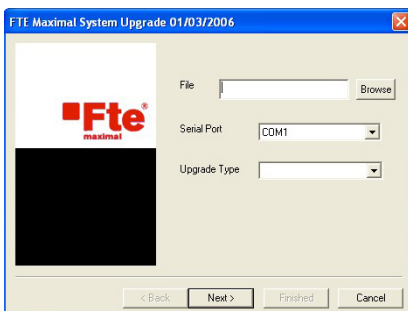 FTE Maximal System Upgrade 01/03/2006
Fte®
maximal
File
Browse
Serial Port
COM1
Upgrade Type
< Back
Next >
Finished
Cancel